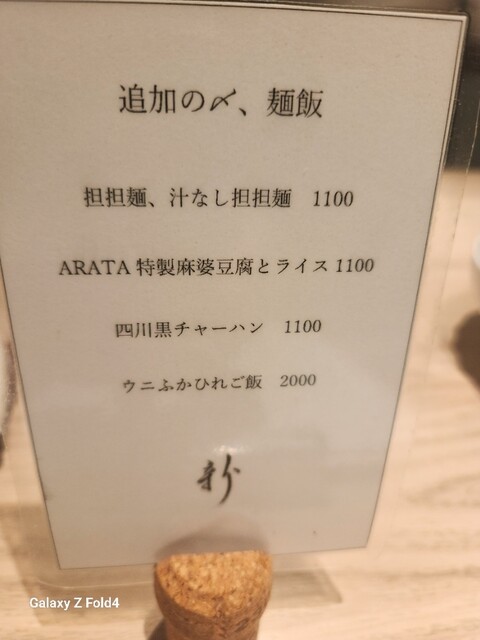 追加の〆、麺飯
担担麺、汁なし担担麺 1100
ARATA 特製麻婆豆腐とライス 1100
四川黒チャーハン 1100
ウニふかひれご飯 2000
Galaxy Z Fold4